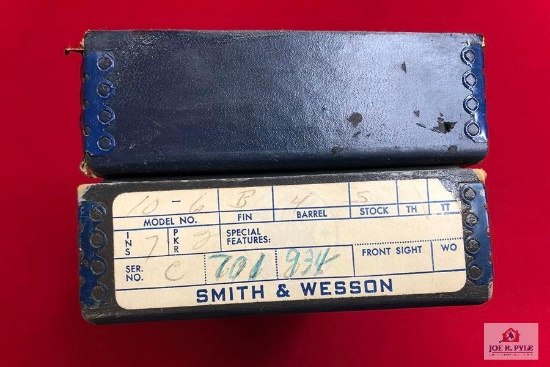 10-6 B 4 S
MODEL NO. FIN BARREL STOCK TH TT
INS 7 PKR 2 SPECIAL FEATURES:
SER. NO. C 701 934 FRONT SIGHT WO
SMITH & WESSON
JOE R. PYLE